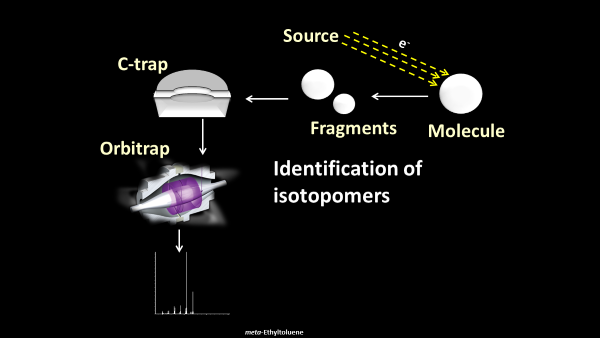 Source
e-
C-trap
Fragments
Molecule
Orbitrap
Identification of
isotopomers
meta-Ethyltoluene